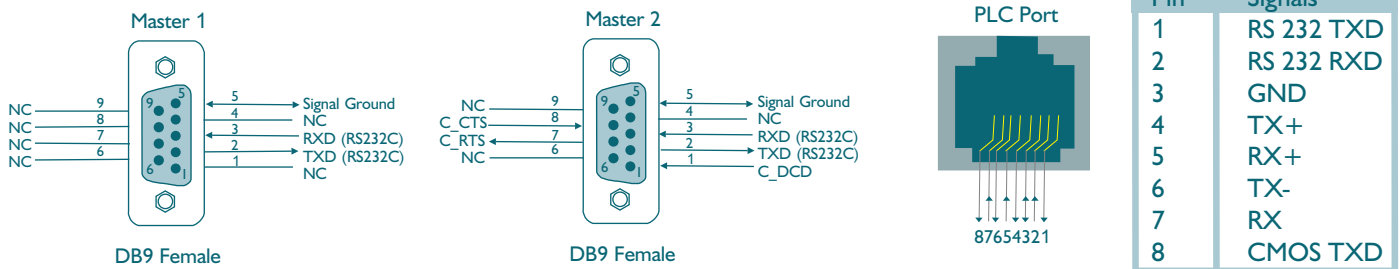 Master 1
9
5
NC 9
NC 8
NC 7
NC 6
5 Signal Ground
4 NC
3 RXD (RS232C)
2 TXD (RS232C)
1 NC
6
1
DB9 Female
Master 2
9
5
NC 9
C_CTS 8
C_RTS 7
NC 6
5 Signal Ground
4 NC
3 RXD (RS232C)
2 TXD (RS232C)
1 C_DCD
6
1
DB9 Female
PLC Port
87654321
Pin Signals
1 RS 232 TXD
2 RS 232 RXD
3 GND
4 TX+
5 RX+
6 TX-
7 RX
8 CMOS TXD